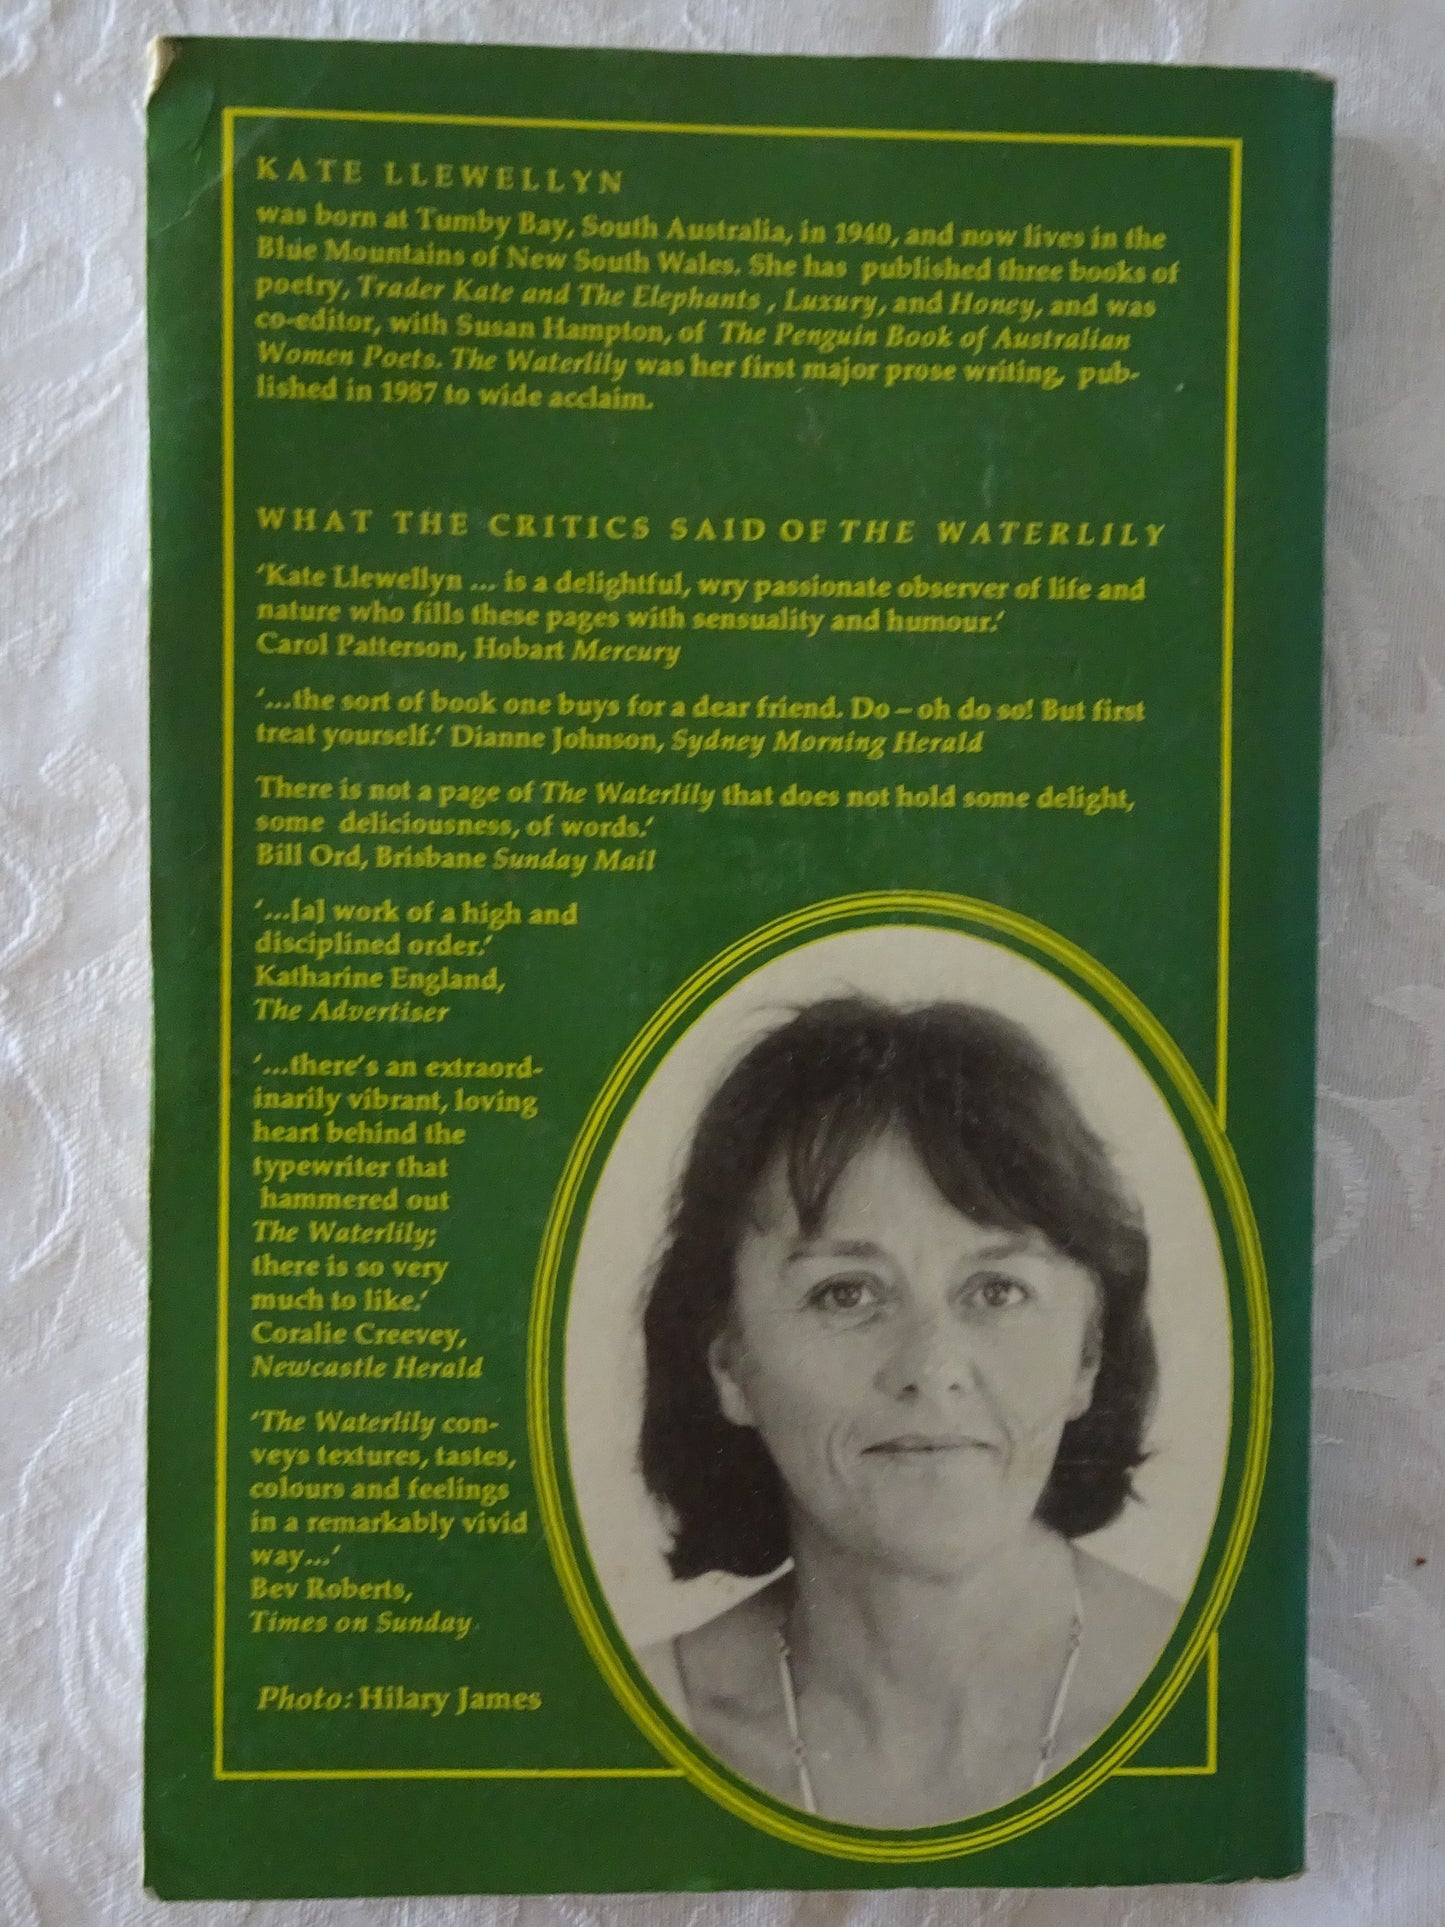 KATE LLEWELLYN
was born at Tumby Bay, South Australia, in 1940, and now lives in the
Blue Mountains of New South Wales. She has published three books of
poetry, Trader Kate and The Elephants , Luxury, and Honey, and was
co-editor, with Susan Hampton, of The Penguin Book of Australian
Women Poets. The Waterlily was her first major prose writing, pub-
lished in 1987 to wide acclaim.
WHAT THE CRITICS SAID OF THE WATERLILY
‘Kate Llewellyn ... is a delightful, wry passionate observer of life and
nature who fills these pages with sensuality and humour.’
Carol Patterson, Hobart Mercury
‘...the sort of book one buys for a dear friend. Do – oh do so! But first
treat yourself.’ Dianne Johnson, Sydney Morning Herald
There is not a page of The Waterlily that does not hold some delight,
some deliciousness, of words.’
Bill Ord, Brisbane Sunday Mail
‘...[a] work of a high and
disciplined order.’
Katharine England,
The Advertiser
‘...there’s an extraord-
inarily vibrant, loving
heart behind the
typewriter that
hammered out
The Waterlily;
there is so very
much to like.’
Coralie Creevey,
Newcastle Herald
‘The Waterlily con-
veys textures, tastes,
colours and feelings
in a remarkably vivid
way...’
Bev Roberts,
Times on Sunday
Photo: Hilary James